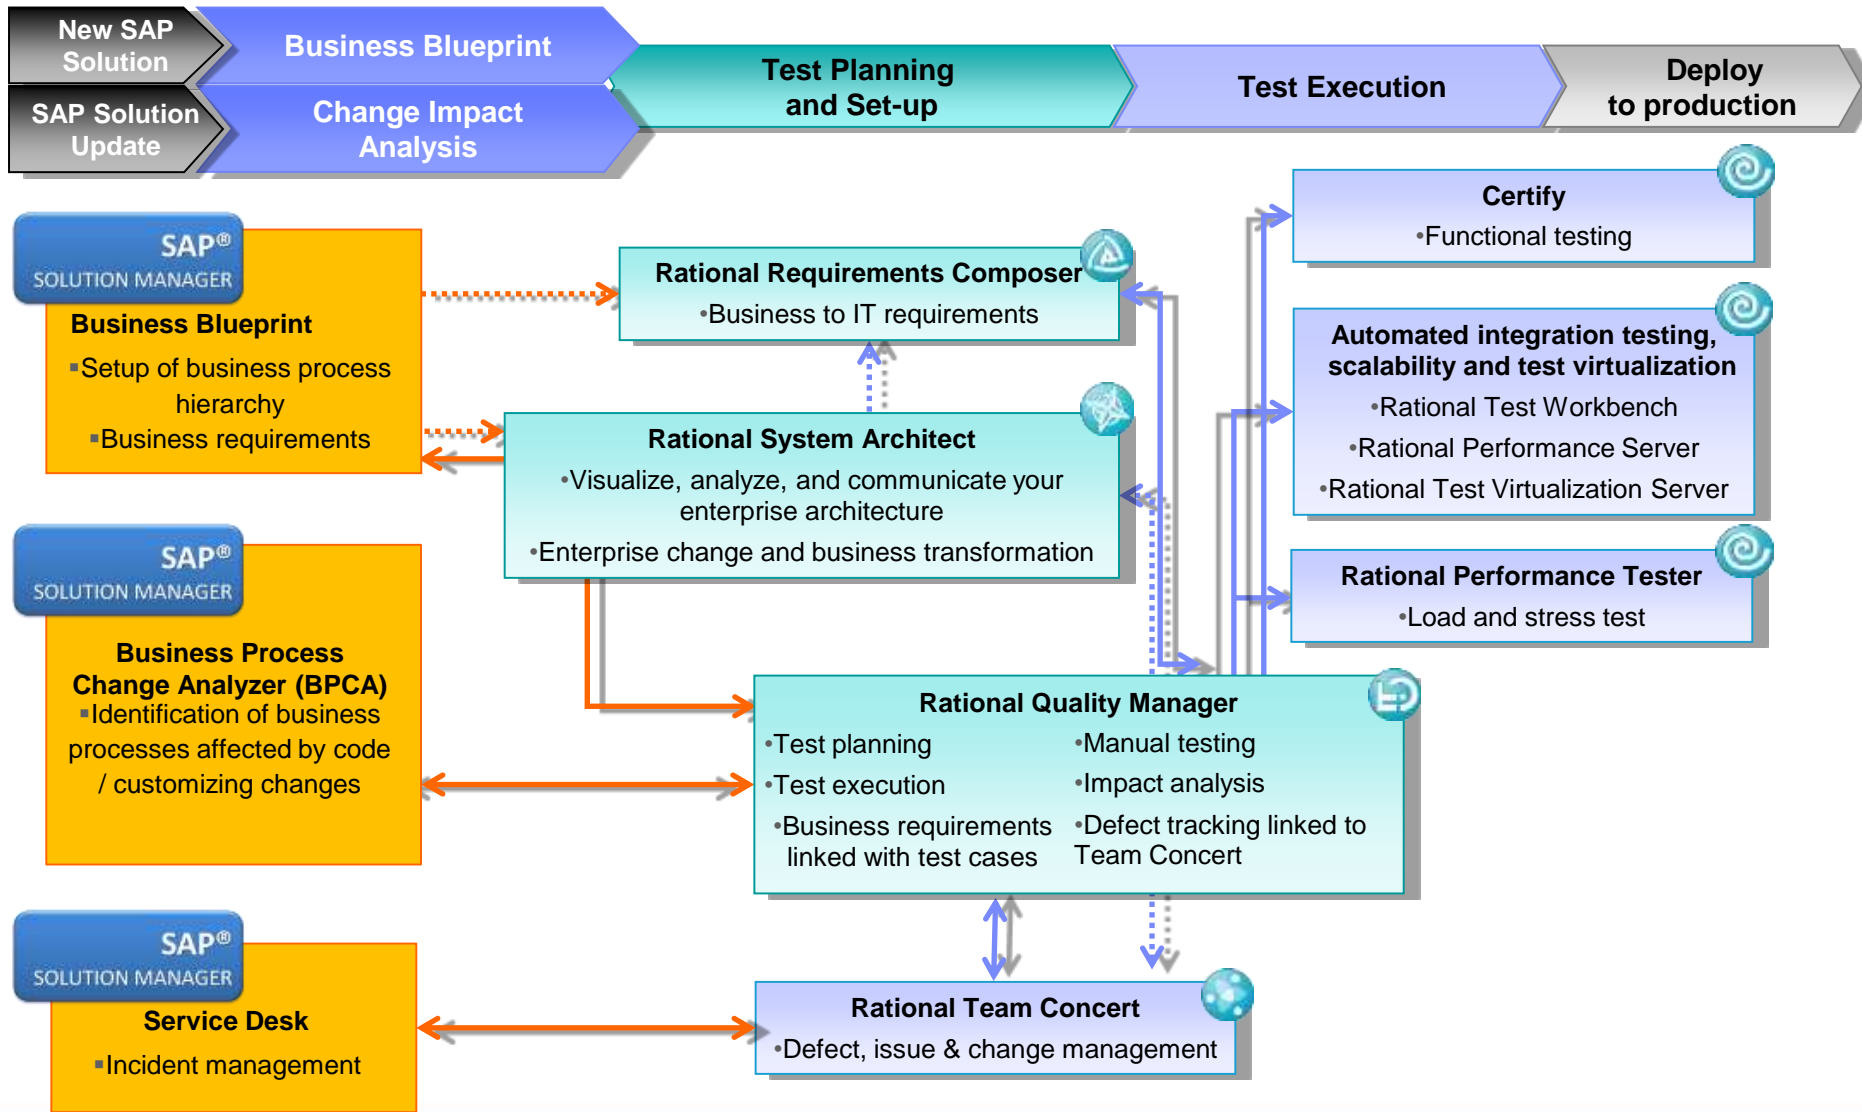 New SAP
Solution
Business Blueprint
SAP Solution
Update
Change Impact
Analysis
Test Planning
and Set-up
Test Execution
Deploy
to production
SAP®
SOLUTION MANAGER
Business Blueprint
▪Setup of business process
hierarchy
▪Business requirements
SAP®
SOLUTION MANAGER
Business Process
Change Analyzer (BPCA)
▪Identification of business
processes affected by code
/ customizing changes
SAP®
SOLUTION MANAGER
Service Desk
▪Incident management
Rational Requirements Composer
•Business to IT requirements
Rational System Architect
•Visualize, analyze, and communicate your
enterprise architecture
•Enterprise change and business transformation
Rational Quality Manager
•Test planning
•Test execution
•Business requirements
linked with test cases
•Manual testing
•Impact analysis
•Defect tracking linked to
Team Concert
Rational Team Concert
•Defect, issue & change management
Certify
•Functional testing
Automated integration testing,
scalability and test virtualization
•Rational Test Workbench
•Rational Performance Server
•Rational Test Virtualization Server
Rational Performance Tester
•Load and stress test